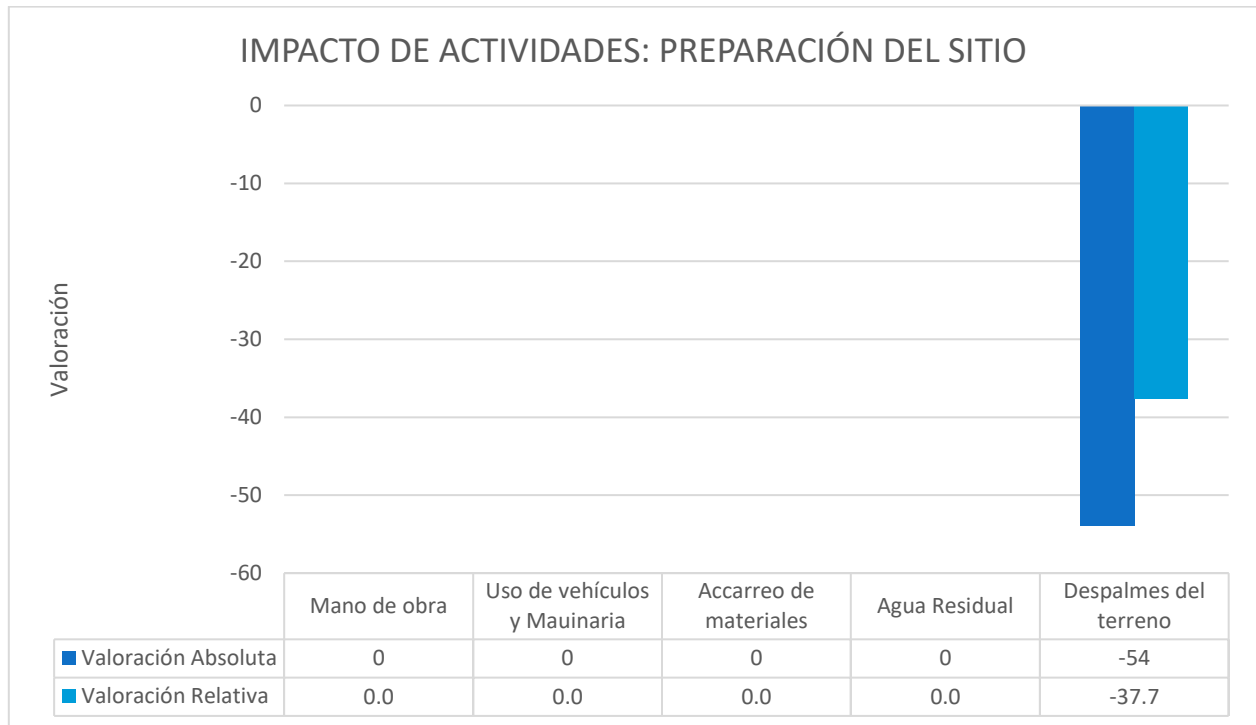 IMPACTO DE ACTIVIDADES: PREPARACIÓN DEL SITIO
Valoración
0
-10
-20
-30
-40
-50
-60
Mano de obra
Uso de vehículos
y Mauinaria
Accarreo de
materiales
Agua Residual
Despalmes del
terreno
Valoración Absoluta 0 0 0 0 -54
Valoración Relativa 0.0 0.0 0.0 0.0 -37.7